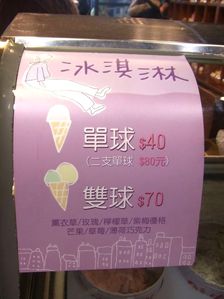 冰淇淋
單球 $40
(二支單球 $80元)
雙球 $70
薰衣草/玫瑰/檸檬草/紫梅優格
芒果/草莓/薄荷巧克力